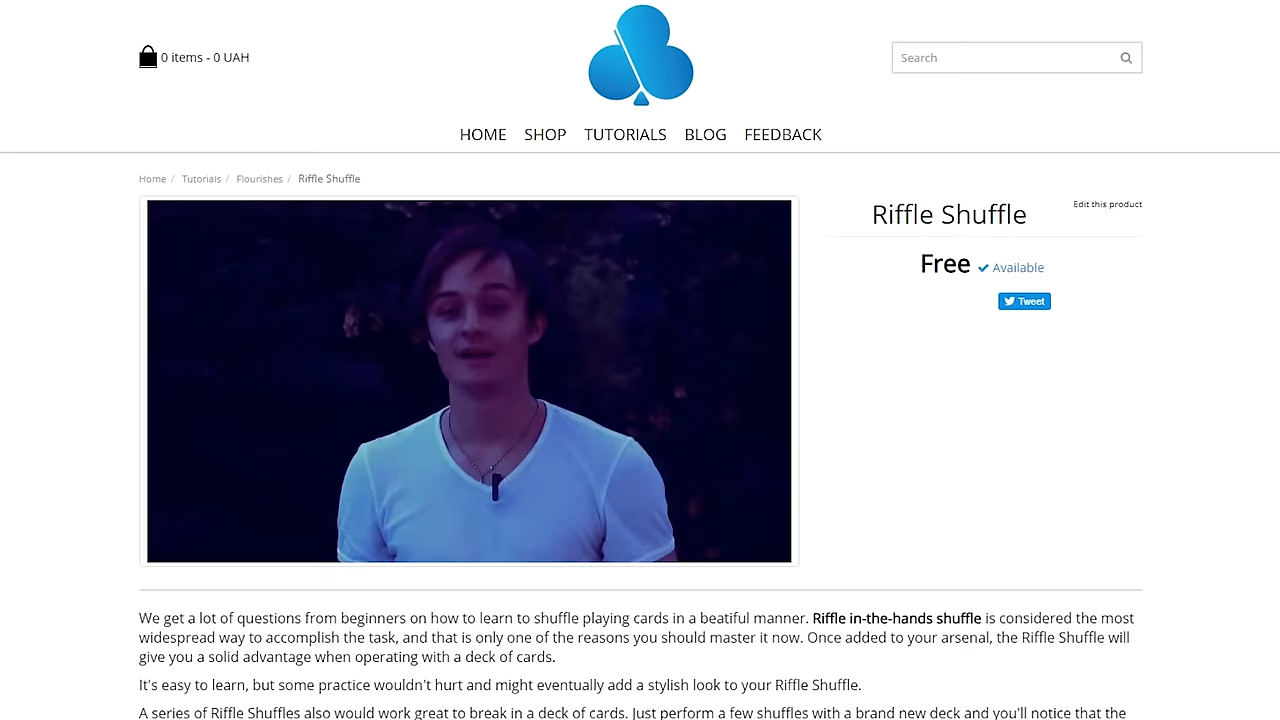 0 items - 0 UAH
Search
HOME SHOP TUTORIALS BLOG FEEDBACK
Home / Tutorials / Flourishes / Riffle Shuffle
Riffle Shuffle
Edit this product
Free Available
Tweet
We get a lot of questions from beginners on how to learn to shuffle playing cards in a beatiful manner. Riffle in-the-hands shuffle is considered the most
widespread way to accomplish the task, and that is only one of the reasons you should master it now. Once added to your arsenal, the Riffle Shuffle will
give you a solid advantage when operating with a deck of cards.
It's easy to learn, but some practice wouldn't hurt and might eventually add a stylish look to your Riffle Shuffle.
A series of Riffle Shuffles also would work great to break in a deck of cards. Just perform a few shuffles with a brand new deck and you'll notice that the